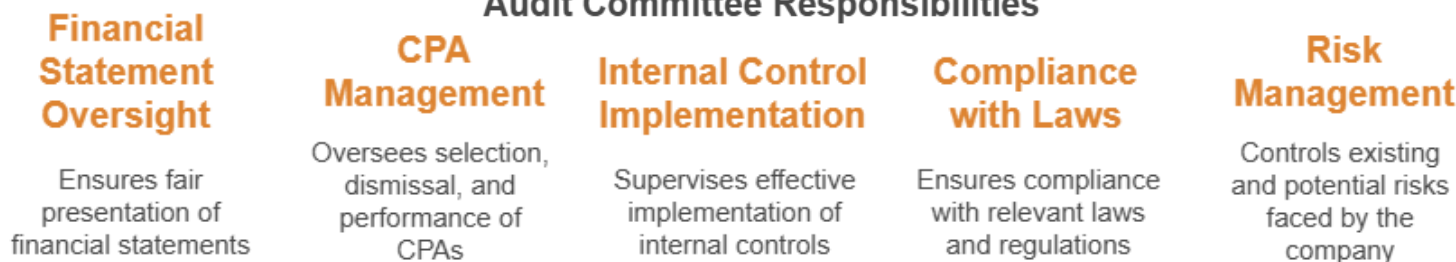 Audit Committee Responsibilities
Financial
Statement
Oversight
Ensures fair
presentation of
financial statements
CPA
Management
Oversees selection,
dismissal, and
performance of
CPAs
Internal Control
Implementation
Supervises effective
implementation of
internal controls
Compliance
with Laws
Ensures compliance
with relevant laws
and regulations
Risk
Management
Controls existing
and potential risks
faced by the
company